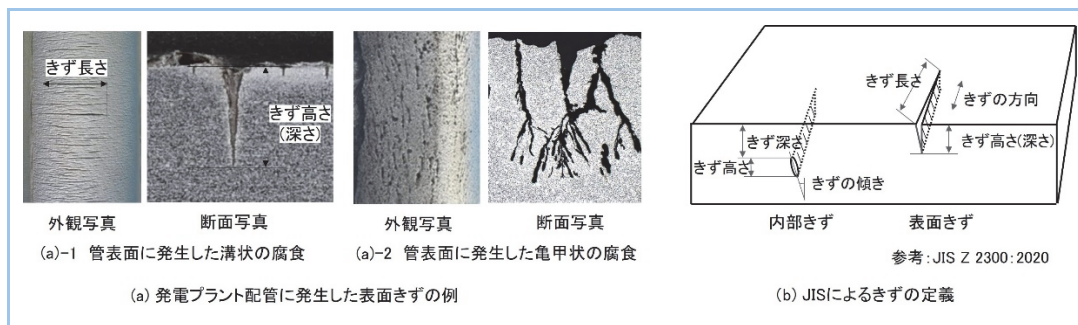 きず長さ
きず高さ
(深さ)
外観写真
断面写真
(a)-1 管表面に発生した溝状の腐食
外観写真
断面写真
(a)-2 管表面に発生した亀甲状の腐食
(a) 発電プラント配管に発生した表面きずの例
きず長さ
きずの方向
きず深さ
きず高さ
きず高さ(深さ)
きずの傾き
内部きず
表面きず
参考:JIS Z 2300:2020
(b) JISによるきずの定義